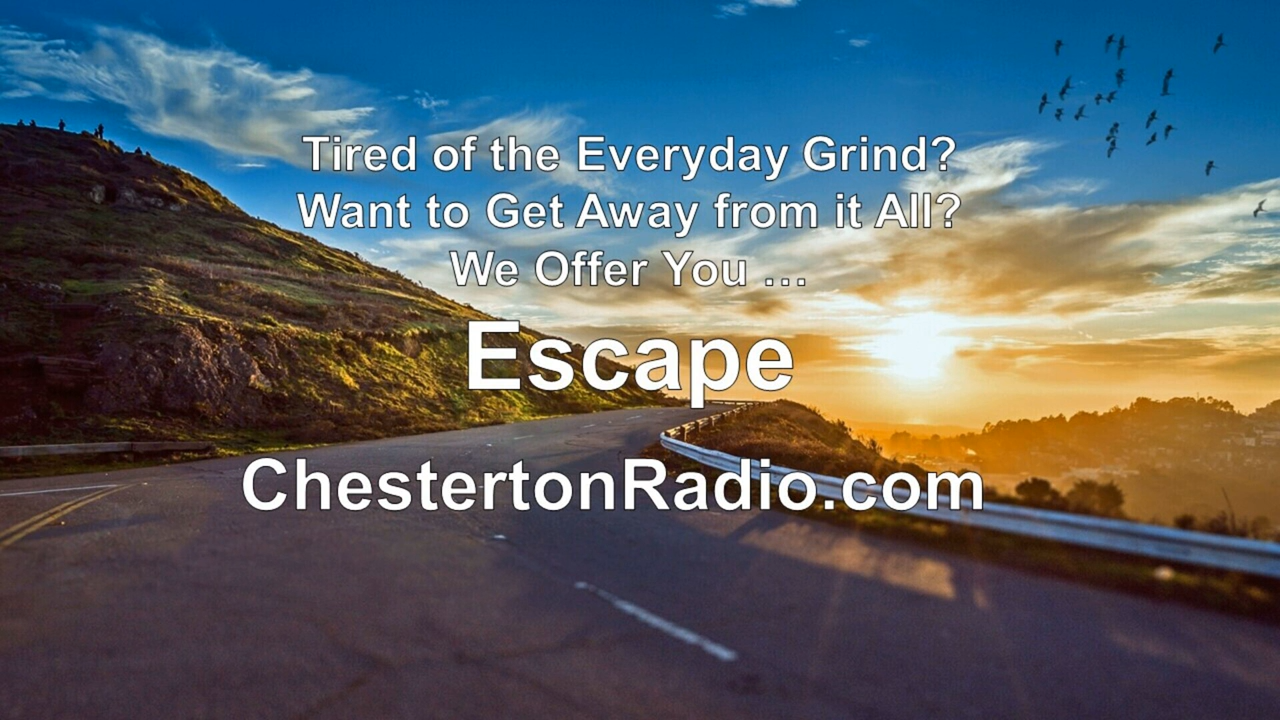 Tired of the Everyday Grind?
Want to Get Away from it All?
We Offer You ...
Escape
ChestertonRadio.com